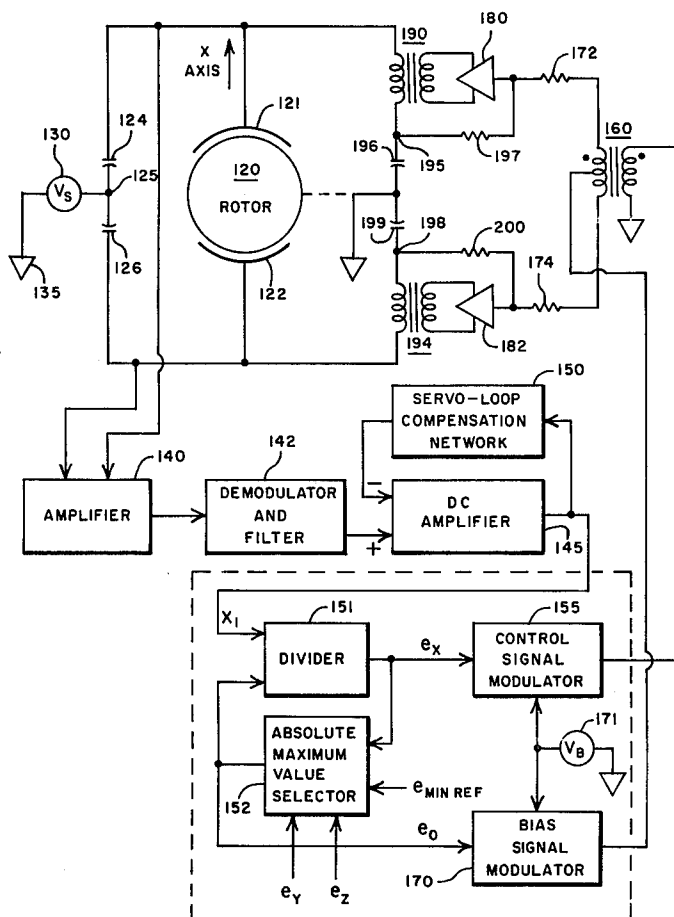 190
180
172
X
AXIS
124
121
160
130
196
195
197
125
120
ROTOR
VS
199
198
200
126
135
122
174
194
182
150
SERVO-LOOP
COMPENSATION
NETWORK
140
142
AMPLIFIER
DEMODULATOR
AND
FILTER
−
+
DC
AMPLIFIER
145
X1
151
DIVIDER
eX
155
CONTROL
SIGNAL
MODULATOR
171
VB
ABSOLUTE
MAXIMUM
VALUE
SELECTOR
152
eMIN REF
eO
BIAS
SIGNAL
MODULATOR
170
eY
eZ